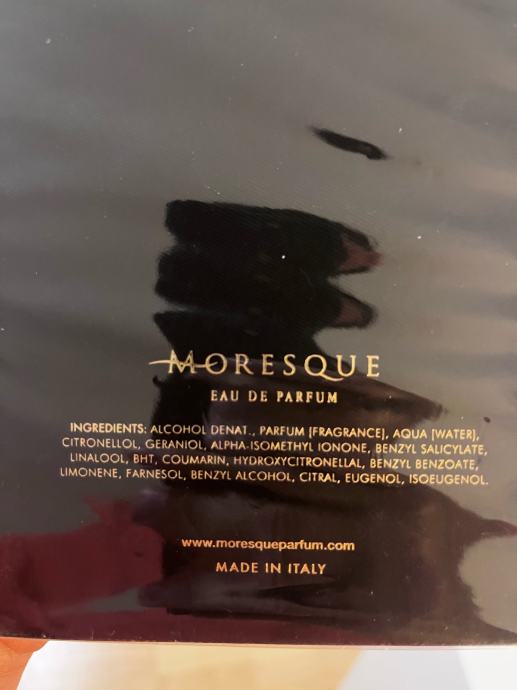 MORESQUE
EAU DE PARFUM
INGREDIENTS: ALCOHOL DENAT., PARFUM [FRAGRANCE], AQUA [WATER],
CITRONELLOL, GERANIOL, ALPHA-ISOMETHYL IONONE, BENZYL SALICYLATE,
LINALOOL, BHT, COUMARIN, HYDROXYCITRONELLAL, BENZYL BENZOATE,
LIMONENE, FARNESOL, BENZYL ALCOHOL, CITRAL, EUGENOL, ISOEUGENOL.
www.moresqueparfum.com
MADE IN ITALY